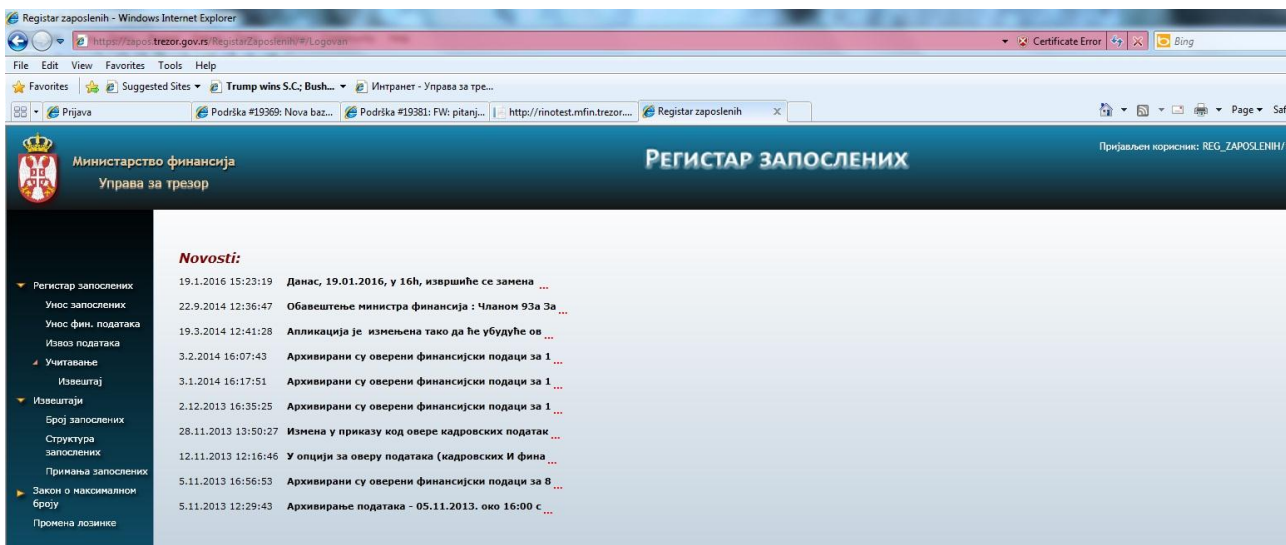 Registar zaposlenih - Windows Internet Explorer
https://zapos.trezor.gov.rs/RegistarZaposlenih/#/Logovan
Certificate Error
Bing
File Edit View Favorites Tools Help
Favorites Suggested Sites Trump wins S.C.; Bush... Интранет - Управа за тре...
Prijava Podrška #19369: Nova baz... Podrška #19381: FW: pitanj... http://rinotest.mfin.trezor.... Registar zaposlenih X Page Saf
Министарство финансија
Управа за трезор
РЕГИСТАР ЗАПОСЛЕНИХ
Пријављен корисник: REG_ZAPOSLENIH/
Регистар запослених
Унос запослених
Унос фин. података
Извоз података
Учитавање
Извештај
Извештаји
Број запослених
Структура
запослених
Примања запослених
Закон о максималном
броју
Промена лозинке
Novosti:
19.1.2016 15:23:19 Данас, 19.01.2016, у 16h, извршиће се замена ...
22.9.2014 12:36:47 Обавештење министра финансија : Чланом 93а За ...
19.3.2014 12:41:28 Апликација је измењена тако да ће убудуће ов ...
3.2.2014 16:07:43 Архивирани су оверени финансијски подаци за 1 ...
3.1.2014 16:17:51 Архивирани су оверени финансијски подаци за 1 ...
2.12.2013 16:35:25 Архивирани су оверени финансијски подаци за 1 ...
28.11.2013 13:50:27 Измена у приказу код овере кадровских податак ...
12.11.2013 12:16:46 У опцији за оверу података (кадровских И фина ...
5.11.2013 16:56:53 Архивирани су оверени финансијски подаци за 8 ...
5.11.2013 12:29:43 Архивирање података - 05.11.2013. око 16:00 с ...